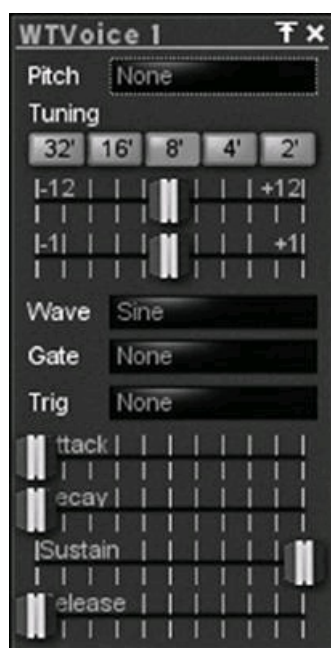 WTVoice 1
Pitch None
Tuning
32' 16' 8' 4' 2'
-12 +12
-1 +1
Wave Sine
Gate None
Trig None
ttack
ecay
Sustain
elease